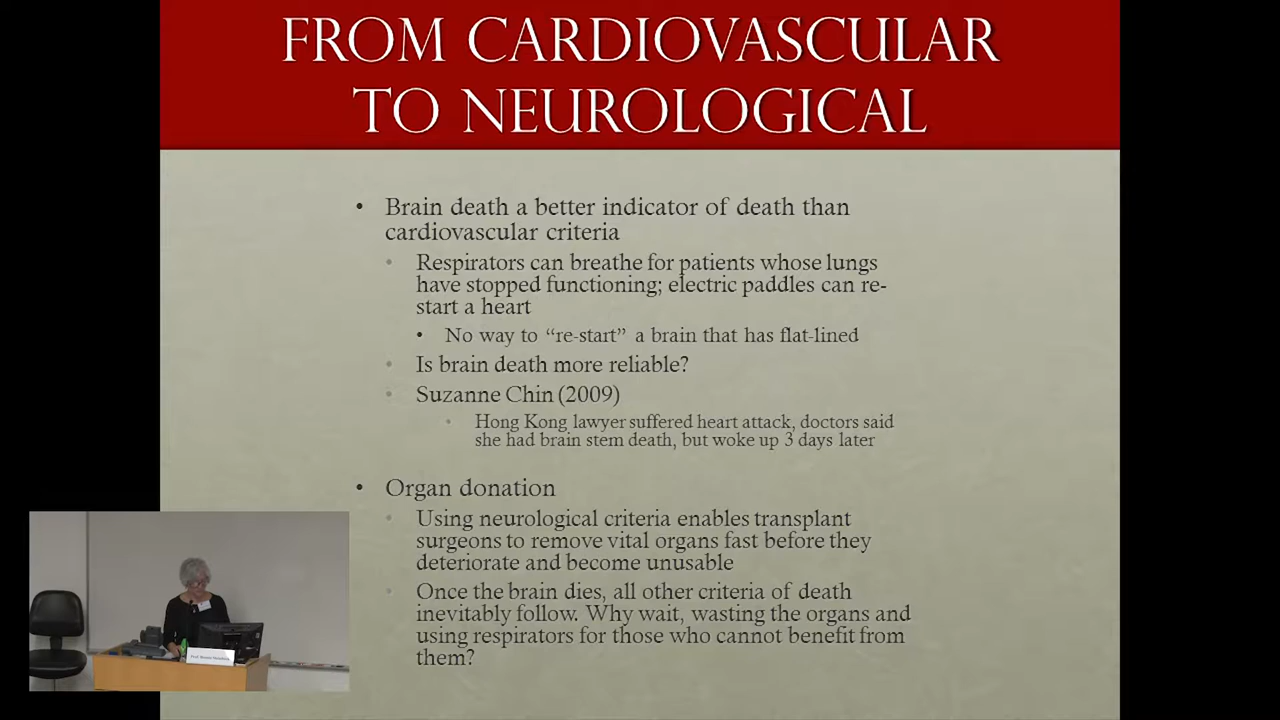 FROM CARDIOVASCULAR
TO NEUROLOGICAL
• Brain death a better indicator of death than
cardiovascular criteria
• Respirators can breathe for patients whose lungs
have stopped functioning; electric paddles can re-
start a heart
• No way to “re-start” a brain that has flat-lined
• Is brain death more reliable?
• Suzanne Chin (2009)
• Hong Kong lawyer suffered heart attack, doctors said
she had brain stem death, but woke up 3 days later
• Organ donation
• Using neurological criteria enables transplant
surgeons to remove vital organs fast before they
deteriorate and become unusable
• Once the brain dies, all other criteria of death
inevitably follow. Why wait, wasting the organs and
using respirators for those who cannot benefit from
them?